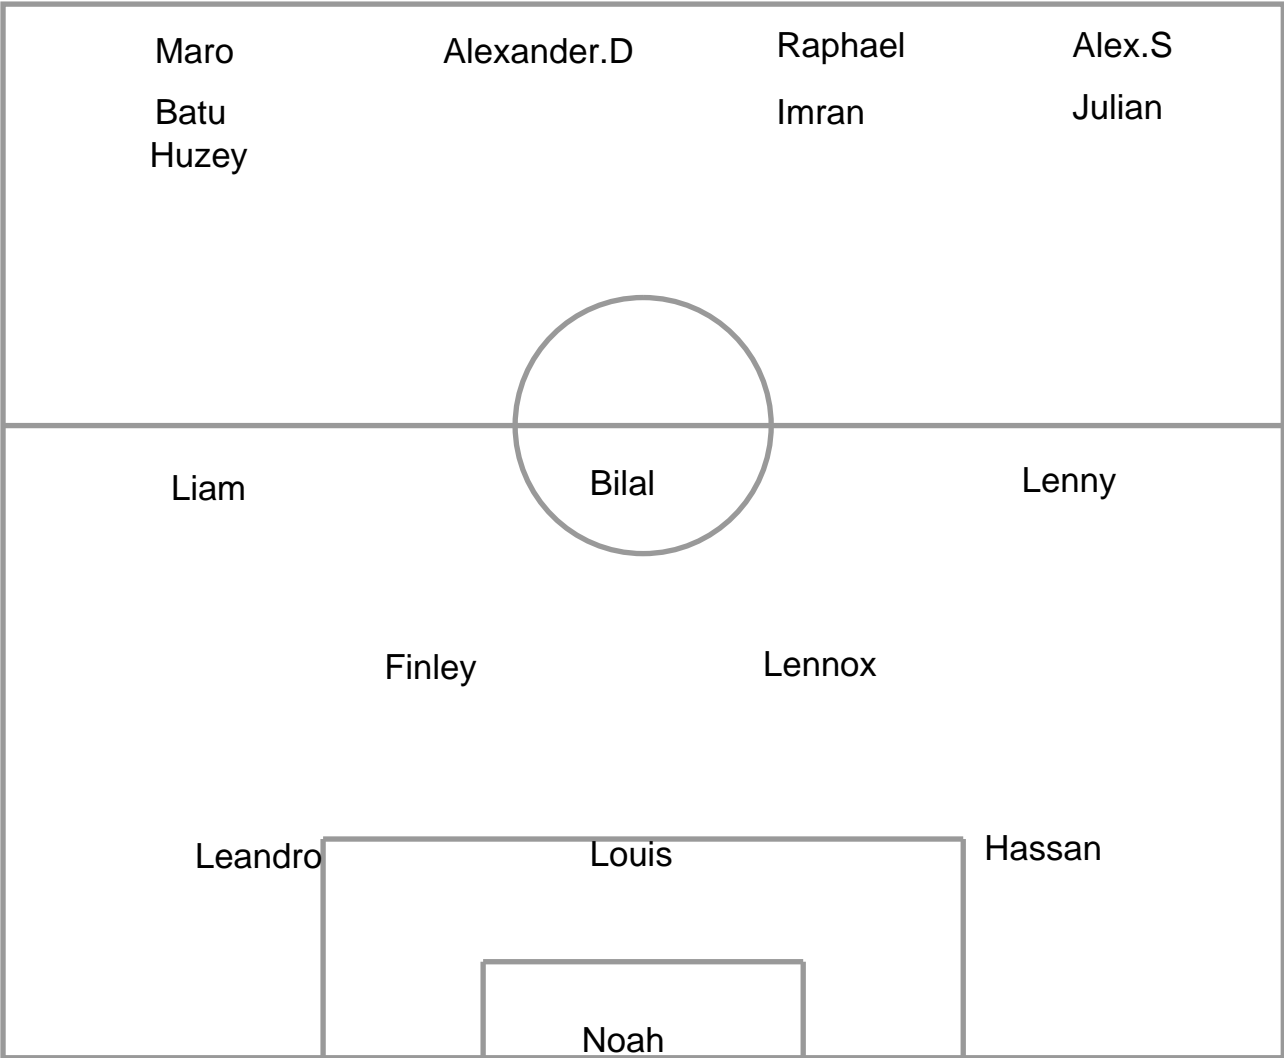 Maro Alexander.D Raphael Alex.S
Batu Imran Julian
Huzey
Liam Bilal Lenny
Finley Lennox
Leandro Louis Hassan
Noah